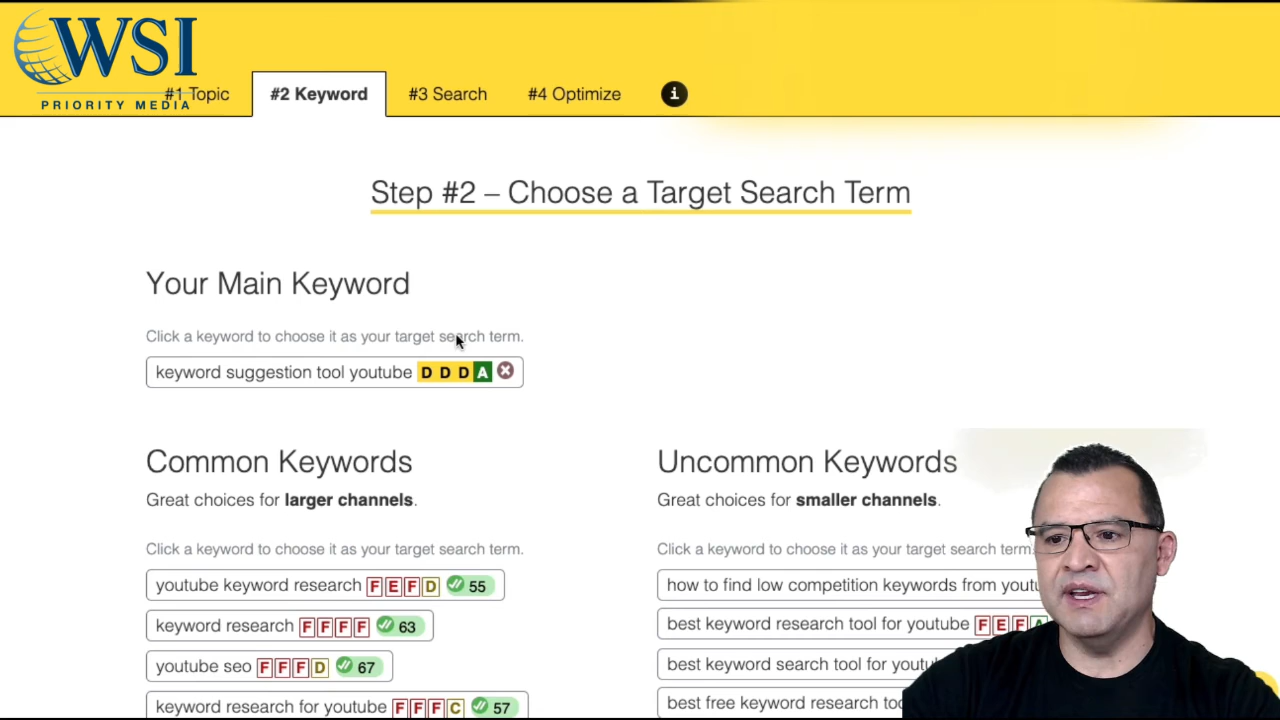 WSI
PRIORITY MEDIA
#1 Topic
#2 Keyword
#3 Search
#4 Optimize
i
Step #2 – Choose a Target Search Term
Your Main Keyword
Click a keyword to choose it as your target search term.
keyword suggestion tool youtube D D D A
Common Keywords
Great choices for larger channels.
Click a keyword to choose it as your target search term.
youtube keyword research F E F D 55
keyword research F F F F 63
youtube seo F F F D 67
keyword research for youtube F F F C 57
Uncommon Keywords
Great choices for smaller channels.
Click a keyword to choose it as your target search term.
how to find low competition keywords from
best keyword research tool for youtube F E F A
best keyword search tool for
best free keyword research